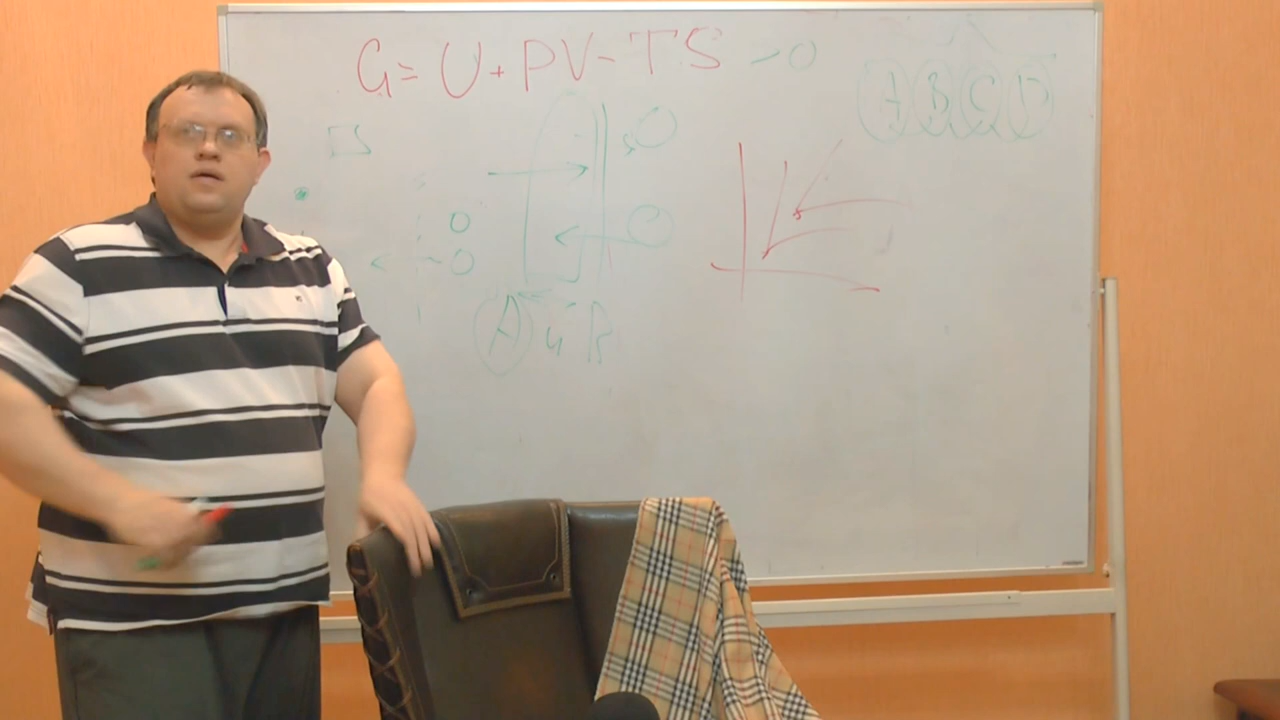 G = U + PV - TS > 0
A B C D
A и B